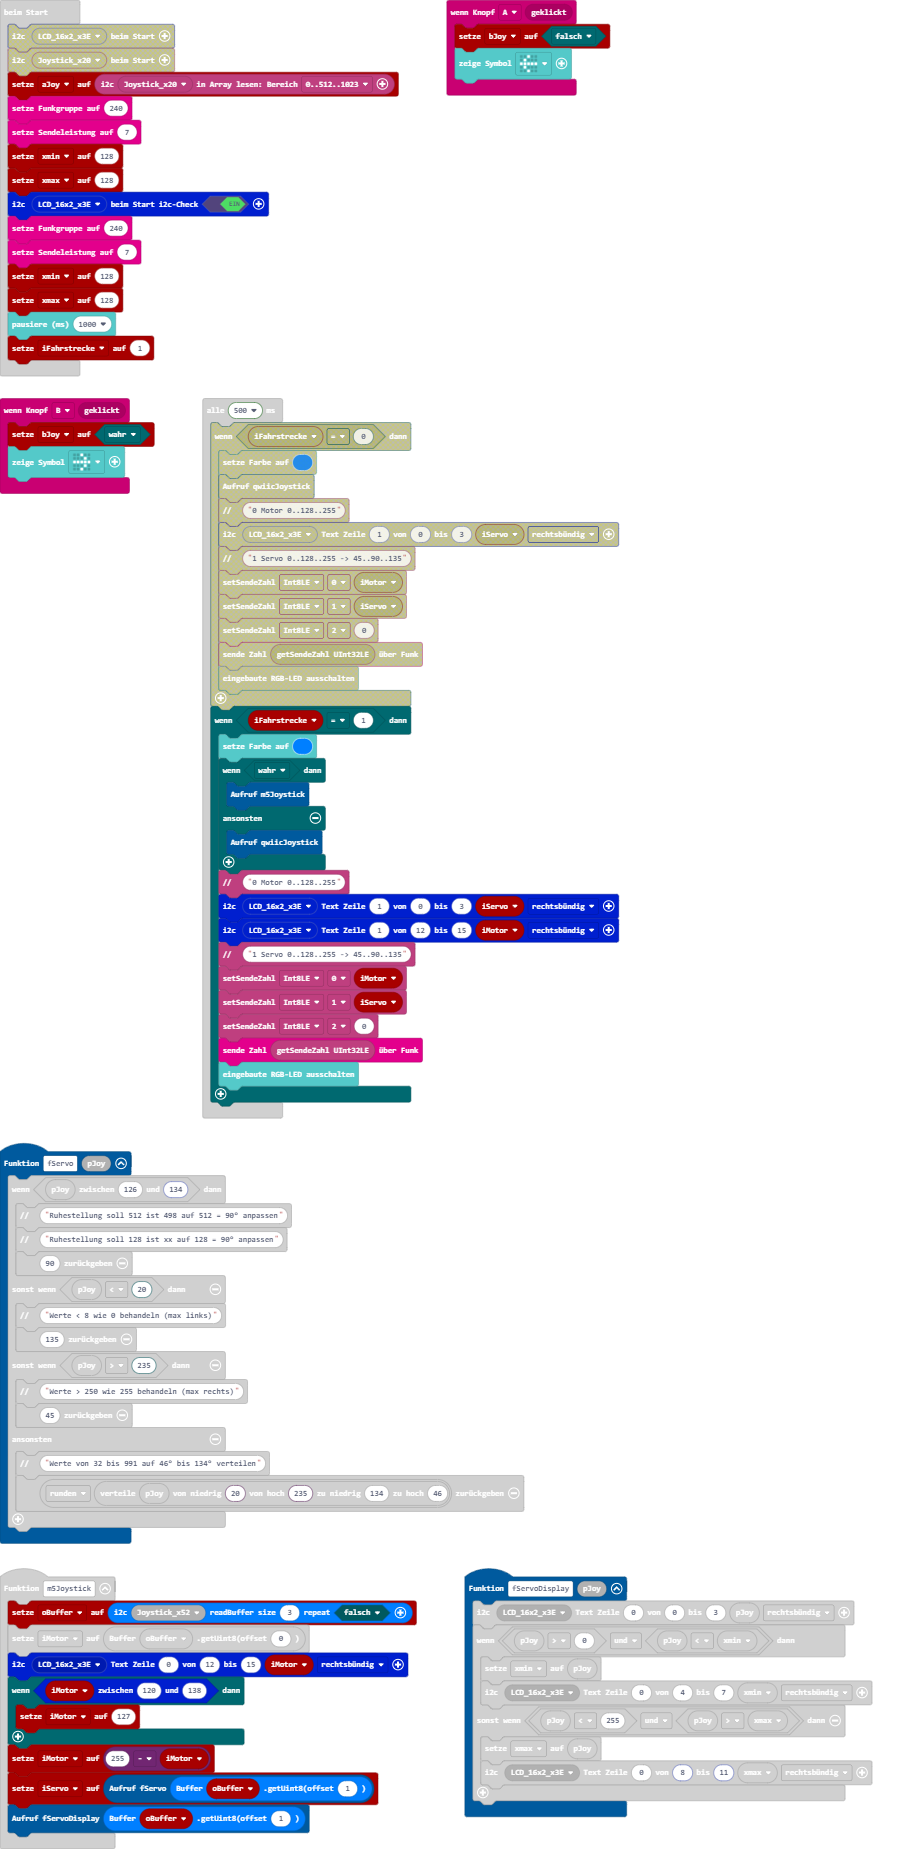 beim Start
i2c LCD_16x2_x3E beim Start
i2c Joystick_x20 beim Start
setze aJoy auf i2c Joystick_x20 in Array lesen: Bereich 0..512..1023
setze Funkgruppe auf 240
setze Sendeleistung auf 7
setze xmin auf 128
setze xmax auf 128
i2c LCD_16x2_x3E beim Start i2c-Check EIN
setze Funkgruppe auf 240
setze Sendeleistung auf 7
setze xmin auf 128
setze xmax auf 128
pausiere (ms) 1000
setze iFahrstrecke auf 1
wenn Knopf A geklickt
setze bJoy auf falsch
zeige Symbol
wenn Knopf B geklickt
setze bJoy auf wahr
zeige Symbol
alle 500 ms
wenn iFahrstrecke = 0 dann
setze Farbe auf
Aufruf qwiicJoystick
// "0 Motor 0..128..255"
i2c LCD_16x2_x3E Text Zeile 1 von 0 bis 3 iServo rechtsbündig
// "1 Servo 0..128..255 -> 45..90..135"
setSendeZahl Int8LE 0 iMotor
setSendeZahl Int8LE 1 iServo
setSendeZahl Int8LE 2 0
sende Zahl getSendeZahl UInt32LE über Funk
eingebaute RGB-LED ausschalten
wenn iFahrstrecke = 1 dann
setze Farbe auf
wenn wahr dann
Aufruf m5Joystick
ansonsten
Aufruf qwiicJoystick
// "0 Motor 0..128..255"
i2c LCD_16x2_x3E Text Zeile 1 von 0 bis 3 iServo rechtsbündig
i2c LCD_16x2_x3E Text Zeile 1 von 12 bis 15 iMotor rechtsbündig
// "1 Servo 0..128..255 -> 45..90..135"
setSendeZahl Int8LE 0 iMotor
setSendeZahl Int8LE 1 iServo
setSendeZahl Int8LE 2 0
sende Zahl getSendeZahl UInt32LE über Funk
eingebaute RGB-LED ausschalten
Funktion fServo pJoy
wenn pJoy zwischen 126 und 134 dann
// "Ruhestellung soll 512 ist 498 auf 512 = 90° anpassen"
// "Ruhestellung soll 128 ist xx auf 128 = 90° anpassen"
90 zurückgeben
sonst wenn pJoy < 20 dann
// "Werte < 8 wie 0 behandeln (max links)"
135 zurückgeben
sonst wenn pJoy > 235 dann
// "Werte > 250 wie 255 behandeln (max rechts)"
45 zurückgeben
ansonsten
// "Werte von 32 bis 991 auf 46° bis 134° verteilen"
runden verteile pJoy von niedrig 20 von hoch 235 zu niedrig 134 zu hoch 46 zurückgeben
Funktion m5Joystick
setze oBuffer auf i2c Joystick_x52 readBuffer size 3 repeat falsch
setze iMotor auf Buffer oBuffer .getUint8(offset 0 )
i2c LCD_16x2_x3E Text Zeile 0 von 12 bis 15 iMotor rechtsbündig
wenn iMotor zwischen 120 und 138 dann
setze iMotor auf 127
setze iMotor auf 255 - iMotor
setze iServo auf Aufruf fServo Buffer oBuffer .getUint8(offset 1 )
Aufruf fServoDisplay Buffer oBuffer .getUint8(offset 1 )
Funktion fServoDisplay pJoy
i2c LCD_16x2_x3E Text Zeile 0 von 0 bis 3 pJoy rechtsbündig
wenn pJoy > 0 und pJoy < xmin dann
setze xmin auf pJoy
i2c LCD_16x2_x3E Text Zeile 0 von 4 bis 7 xmin rechtsbündig
sonst wenn pJoy < 255 und pJoy > xmax dann
setze xmax auf pJoy
i2c LCD_16x2_x3E Text Zeile 0 von 8 bis 11 xmax rechtsbündig